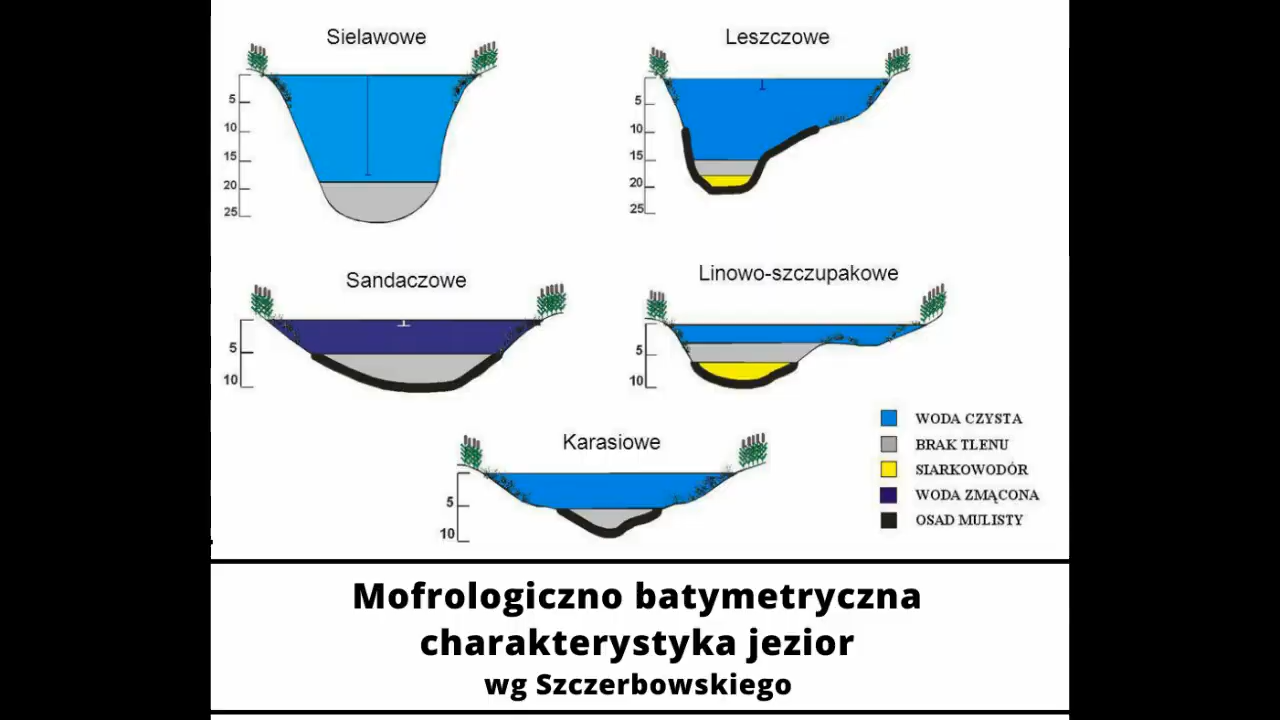 Sielawowe
5
10
15
20
25
Leszczowe
5
10
15
20
25
Sandaczowe
5
10
Linowo-szczupakowe
5
10
Karasiowe
5
10
WODA CZYSTA
BRAK TLENU
SIARKOWODÓR
WODA ZMĄCONA
OSAD MULISTY
Mofrologiczno batymetryczna
charakterystyka jezior
wg Szczerbowskiego